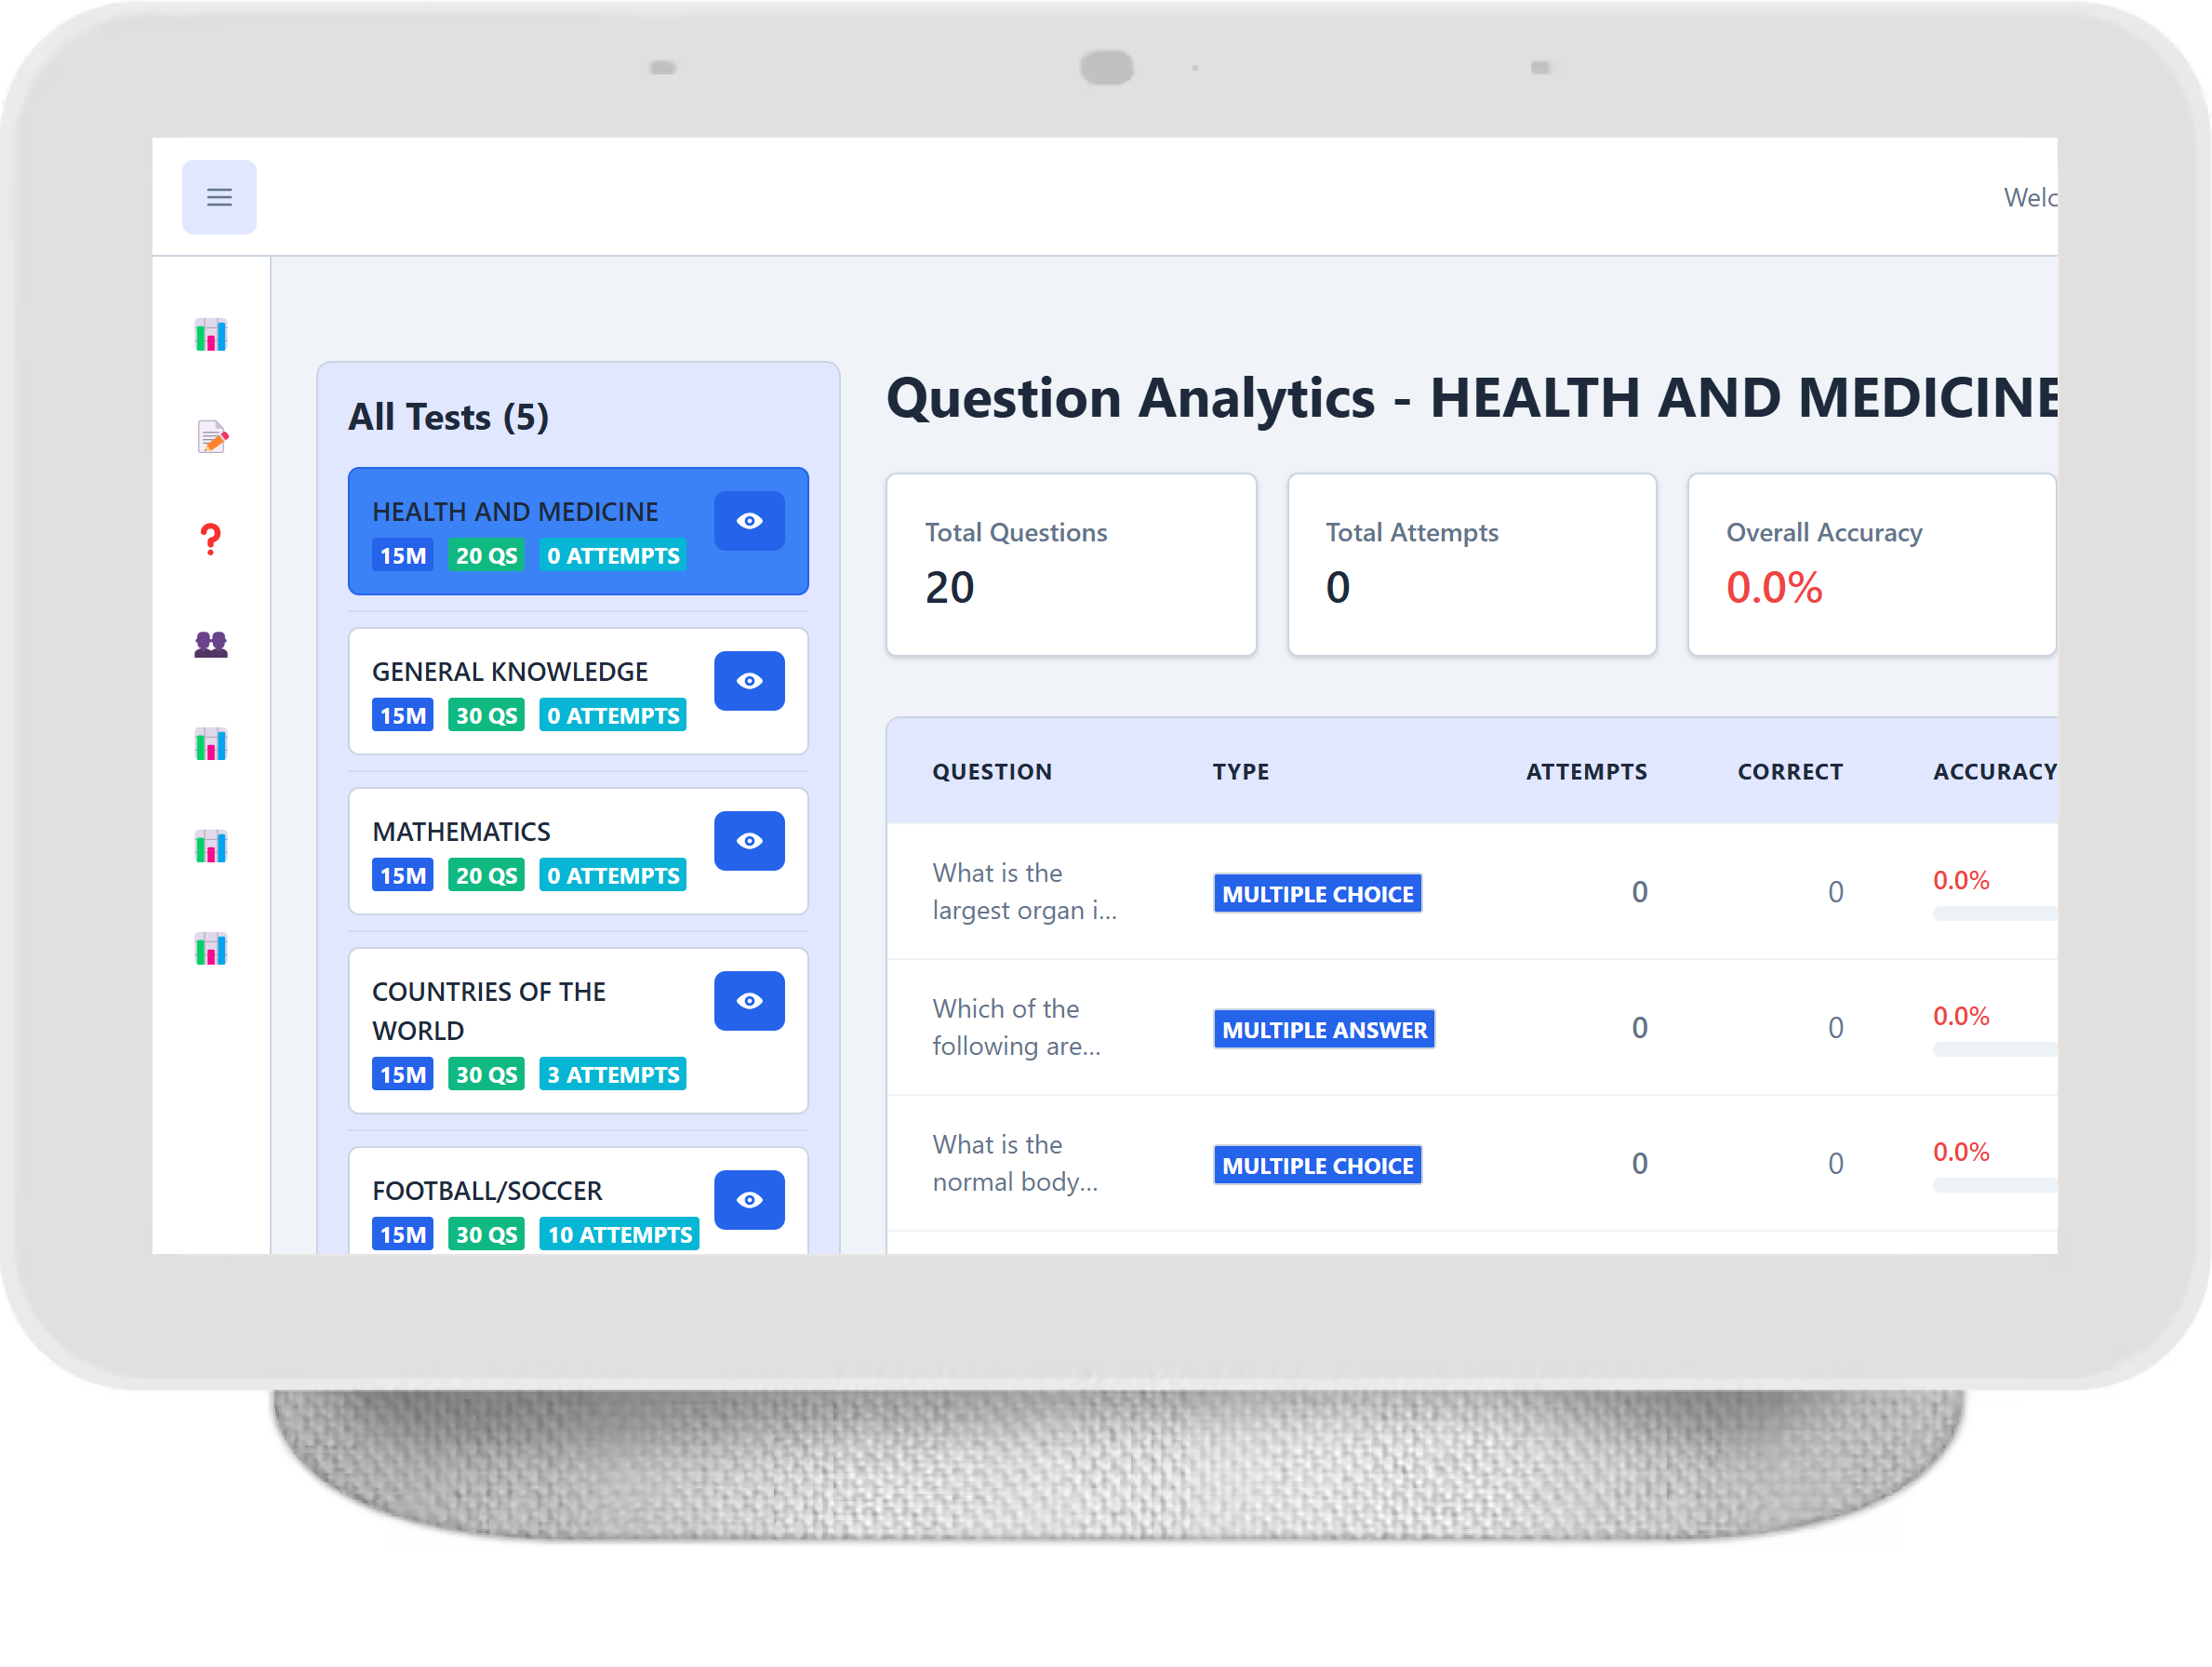 Welc
All Tests (5)
HEALTH AND MEDICINE
15M 20 QS 0 ATTEMPTS
GENERAL KNOWLEDGE
15M 30 QS 0 ATTEMPTS
MATHEMATICS
15M 20 QS 0 ATTEMPTS
COUNTRIES OF THE
WORLD
15M 30 QS 3 ATTEMPTS
FOOTBALL/SOCCER
15M 30 QS 10 ATTEMPTS
Question Analytics - HEALTH AND MEDICINE
Total Questions
20
Total Attempts
0
Overall Accuracy
0.0%
QUESTION TYPE ATTEMPTS CORRECT ACCURACY
What is the
largest organ i...
MULTIPLE CHOICE 0 0 0.0%
Which of the
following are...
MULTIPLE ANSWER 0 0 0.0%
What is the
normal body...
MULTIPLE CHOICE 0 0 0.0%